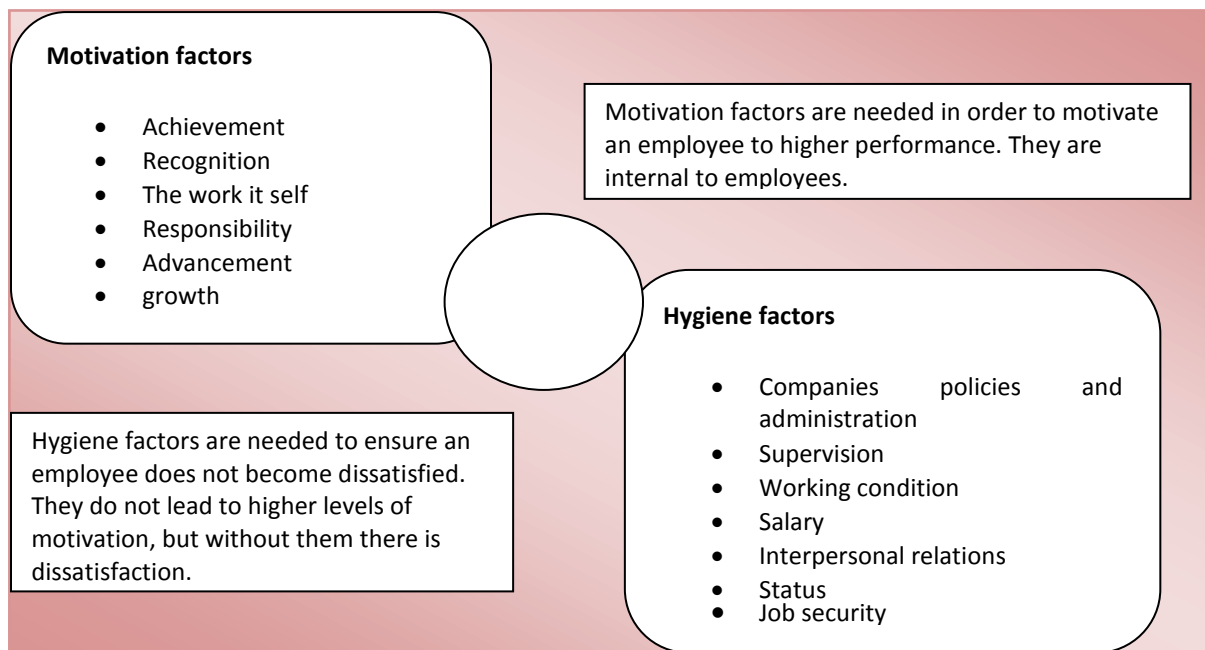 Motivation factors
• Achievement
• Recognition
• The work it self
• Responsibility
• Advancement
• growth
Motivation factors are needed in order to motivate
an employee to higher performance. They are
internal to employees.
Hygiene factors are needed to ensure an
employee does not become dissatisfied.
They do not lead to higher levels of
motivation, but without them there is
dissatisfaction.
Hygiene factors
• Companies policies and
administration
• Supervision
• Working condition
• Salary
• Interpersonal relations
• Status
• Job security